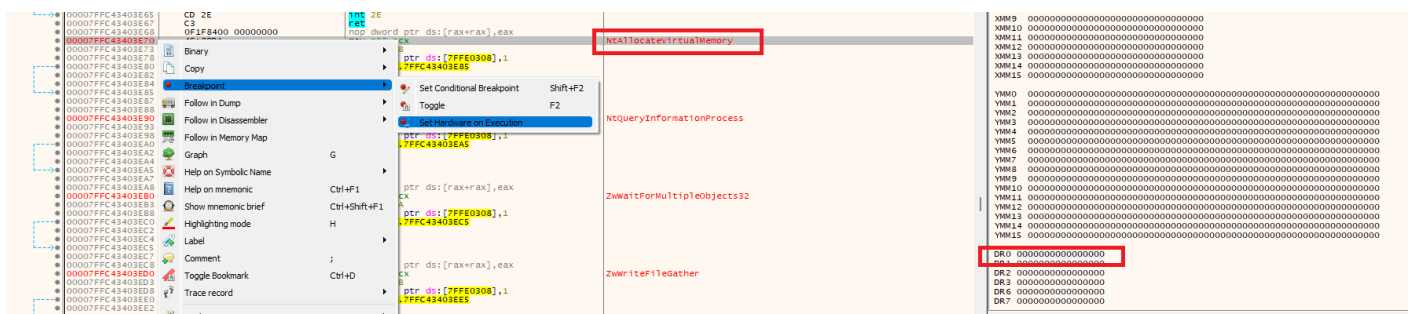 00007FFC43403E65 CD 2E int 2E
00007FFC43403E67 C3 ret
00007FFC43403E68 0F1F8400 00000000 nop dword ptr ds:[rax+rax],eax
00007FFC43403E70 NtAllocateVirtualMemory
00007FFC43403E73
00007FFC43403E78 ptr ds:[7FFE0308],1
00007FFC43403E80 .7FFC43403E85
00007FFC43403E82
00007FFC43403E84
00007FFC43403E85
00007FFC43403E87
00007FFC43403E88
00007FFC43403E90 NtQueryInformationProcess
00007FFC43403E93
00007FFC43403E98 ptr ds:[7FFE0308],1
00007FFC43403EA0 .7FFC43403EA5
00007FFC43403EA2
00007FFC43403EA4
00007FFC43403EA5
00007FFC43403EA7
00007FFC43403EA8 ptr ds:[rax+rax],eax
00007FFC43403EB0 cx ZwWaitForMultipleObjects32
00007FFC43403EB3 A
00007FFC43403EB8 ptr ds:[7FFE0308],1
00007FFC43403EC0 .7FFC43403EC5
00007FFC43403EC2
00007FFC43403EC4
00007FFC43403EC5
00007FFC43403EC7
00007FFC43403EC8 ptr ds:[rax+rax],eax
00007FFC43403ED0 cx ZwWriteFileGather
00007FFC43403ED3 B
00007FFC43403ED8 ptr ds:[7FFE0308],1
00007FFC43403EE0 .7FFC43403EE5
00007FFC43403EE2
Binary
Copy
Breakpoint
Follow in Dump
Follow in Disassembler
Follow in Memory Map
Graph G
Help on Symbolic Name
Help on mnemonic Ctrl+F1
Show mnemonic brief Ctrl+Shift+F1
Highlighting mode H
Label
Comment ;
Toggle Bookmark Ctrl+D
Trace record
Set Conditional Breakpoint Shift+F2
Toggle F2
Set Hardware on Execution
XMM9 00000000000000000000000000000000
XMM10 00000000000000000000000000000000
XMM11 00000000000000000000000000000000
XMM12 00000000000000000000000000000000
XMM13 00000000000000000000000000000000
XMM14 00000000000000000000000000000000
XMM15 00000000000000000000000000000000
YMM0 0000000000000000000000000000000000000000000000000000000000000000
YMM1 0000000000000000000000000000000000000000000000000000000000000000
YMM2 0000000000000000000000000000000000000000000000000000000000000000
YMM3 0000000000000000000000000000000000000000000000000000000000000000
YMM4 0000000000000000000000000000000000000000000000000000000000000000
YMM5 0000000000000000000000000000000000000000000000000000000000000000
YMM6 0000000000000000000000000000000000000000000000000000000000000000
YMM7 0000000000000000000000000000000000000000000000000000000000000000
YMM8 0000000000000000000000000000000000000000000000000000000000000000
YMM9 0000000000000000000000000000000000000000000000000000000000000000
YMM10 0000000000000000000000000000000000000000000000000000000000000000
YMM11 0000000000000000000000000000000000000000000000000000000000000000
YMM12 0000000000000000000000000000000000000000000000000000000000000000
YMM13 0000000000000000000000000000000000000000000000000000000000000000
YMM14 0000000000000000000000000000000000000000000000000000000000000000
YMM15 0000000000000000000000000000000000000000000000000000000000000000
DR0 0000000000000000
DR1 0000000000000000
DR2 0000000000000000
DR3 0000000000000000
DR6 0000000000000000
DR7 0000000000000000